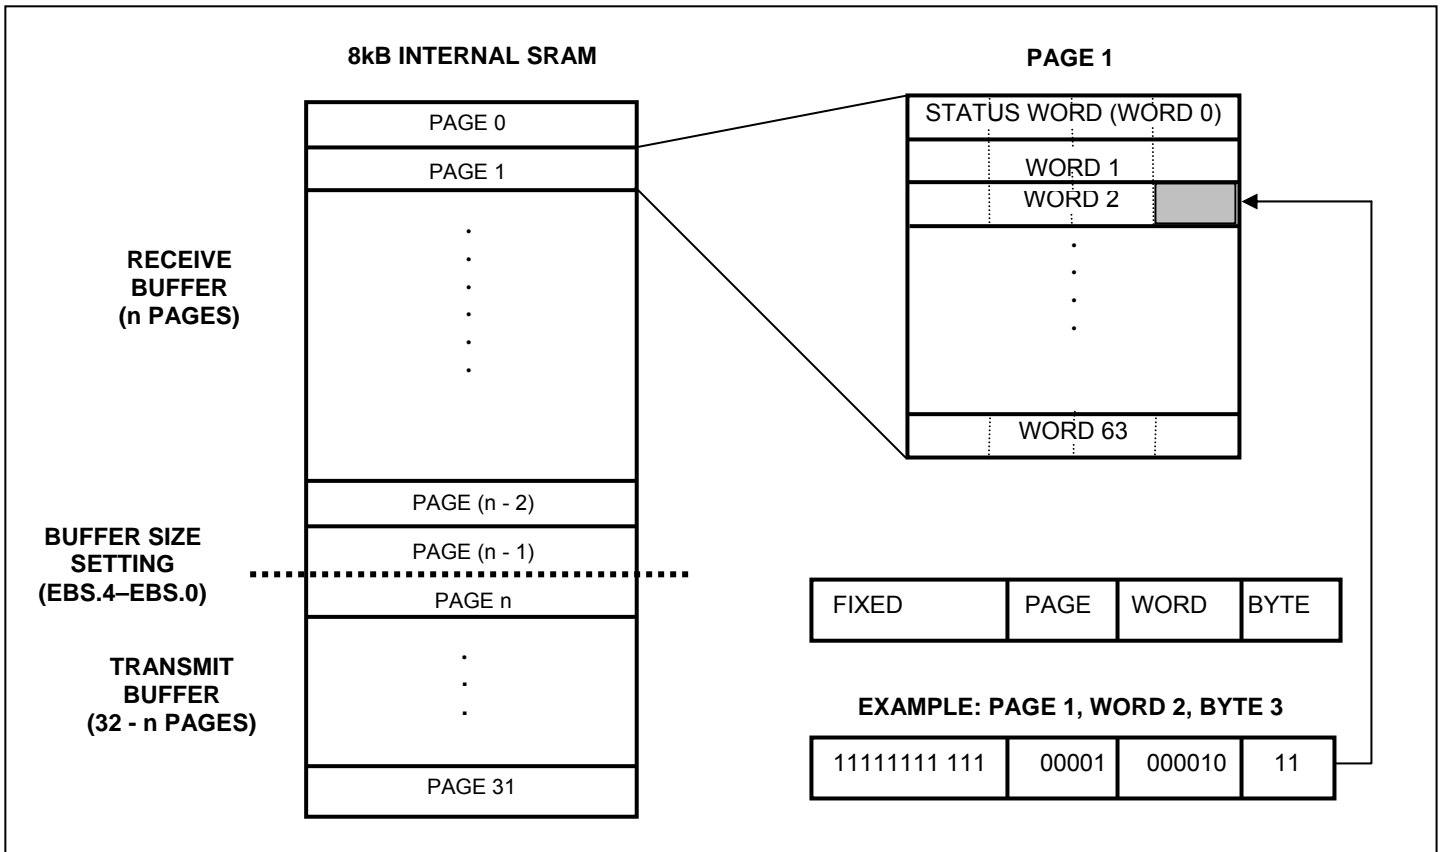 8kB INTERNAL SRAM
PAGE 0
PAGE 1
RECEIVE
BUFFER
(n PAGES)
PAGE (n - 2)
BUFFER SIZE
SETTING
(EBS.4–EBS.0)
PAGE (n - 1)
PAGE n
TRANSMIT
BUFFER
(32 - n PAGES)
PAGE 31
PAGE 1
STATUS WORD (WORD 0)
WORD 1
WORD 2
WORD 63
FIXED PAGE WORD BYTE
EXAMPLE: PAGE 1, WORD 2, BYTE 3
11111111 111 00001 000010 11